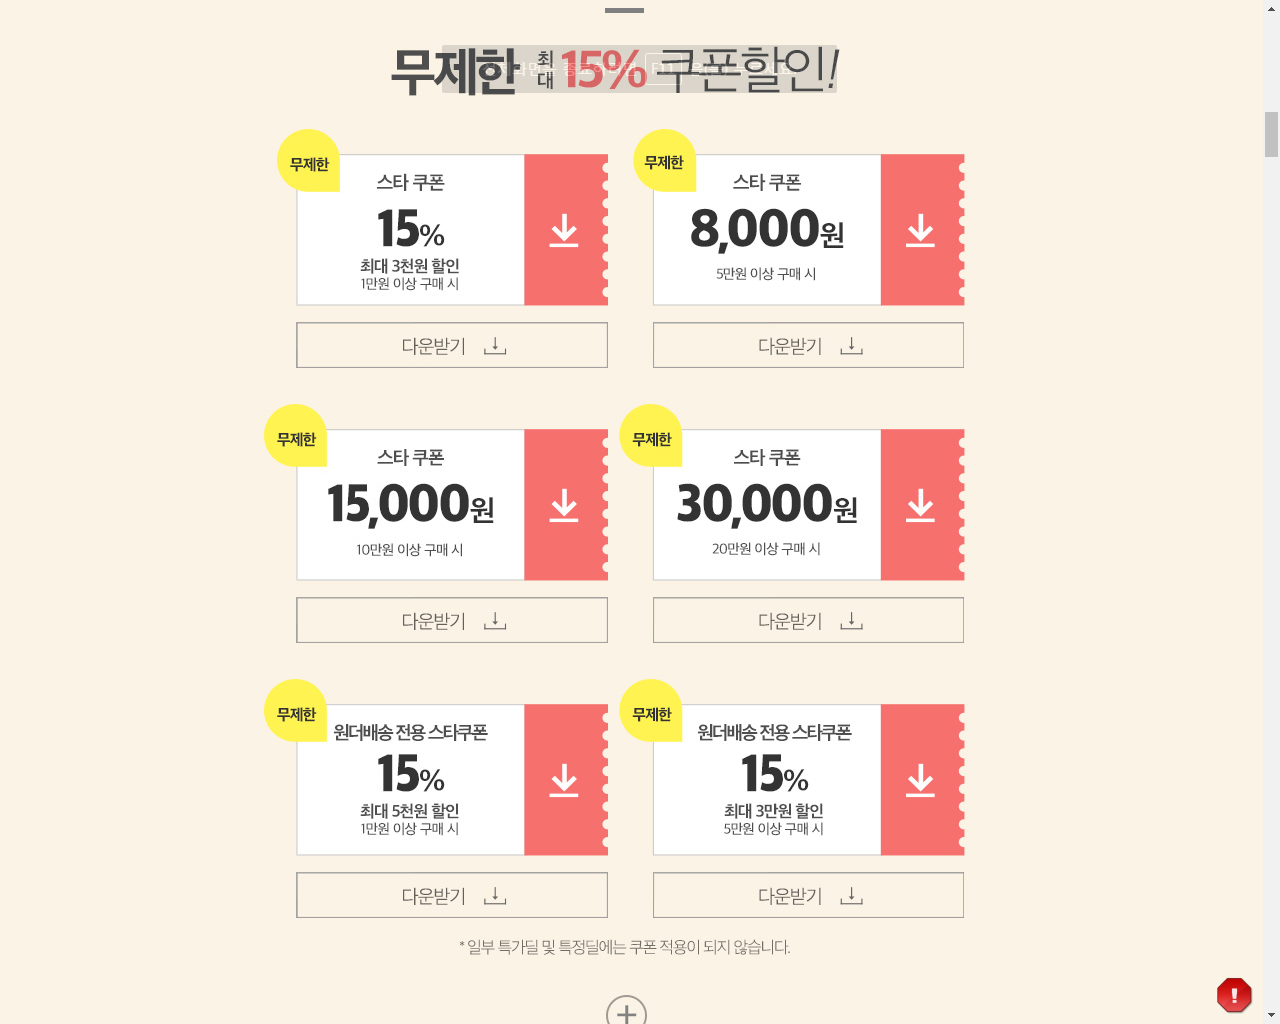 무제한 최대 15% 쿠폰할인!
무제한
스타 쿠폰
15%
최대 3천원 할인
1만원 이상 구매 시
다운받기
무제한
스타 쿠폰
8,000원
5만원 이상 구매 시
다운받기
무제한
스타 쿠폰
15,000원
10만원 이상 구매 시
다운받기
무제한
스타 쿠폰
30,000원
20만원 이상 구매 시
다운받기
무제한
원더배송 전용 스타쿠폰
15%
최대 5천원 할인
1만원 이상 구매 시
다운받기
무제한
원더배송 전용 스타쿠폰
15%
최대 3만원 할인
5만원 이상 구매 시
다운받기
* 일부 특가딜 및 특정딜에는 쿠폰 적용이 되지 않습니다.